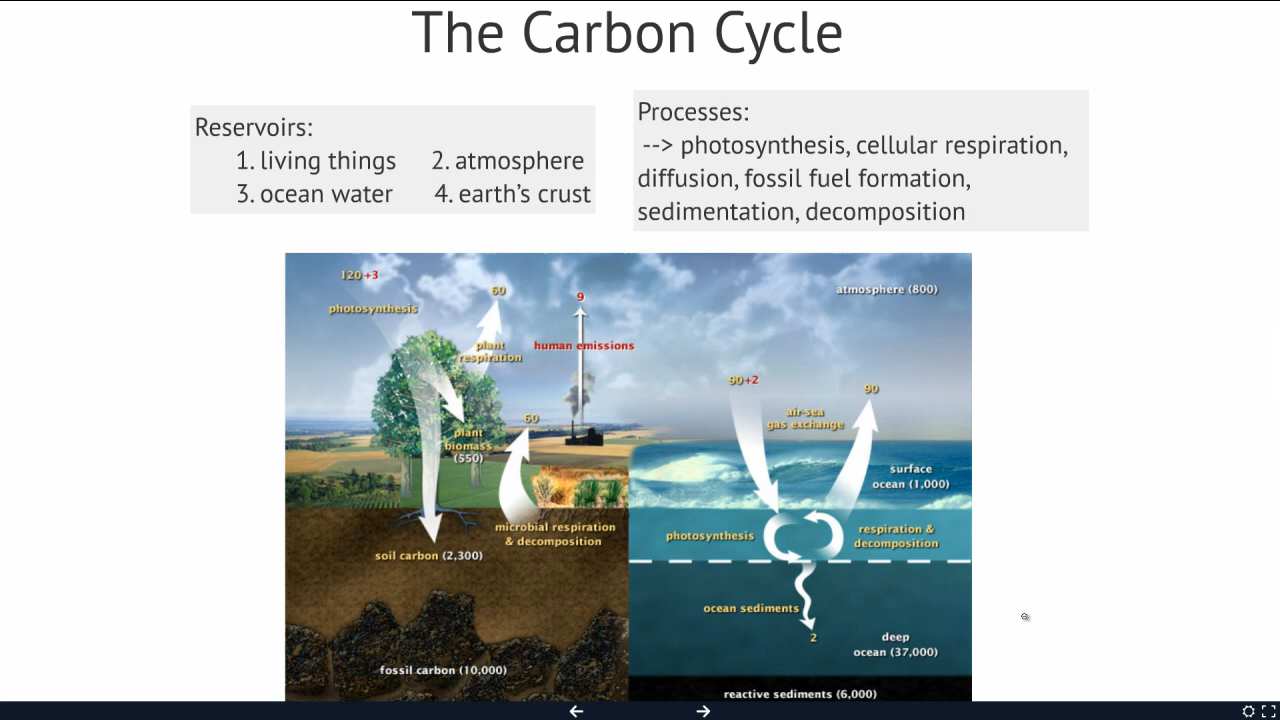 The Carbon Cycle
Reservoirs:
1. living things 2. atmosphere
3. ocean water 4. earth’s crust
Processes:
--> photosynthesis, cellular respiration,
diffusion, fossil fuel formation,
sedimentation, decomposition
120 +3
photosynthesis
60
plant
respiration
9
human emissions
60
plant
biomass
(550)
microbial respiration
& decomposition
soil carbon (2,300)
fossil carbon (10,000)
atmosphere (800)
90+2
90
air-sea
gas exchange
surface
ocean (1,000)
photosynthesis
respiration &
decomposition
ocean sediments
2
deep
ocean (37,000)
reactive sediments (6,000)